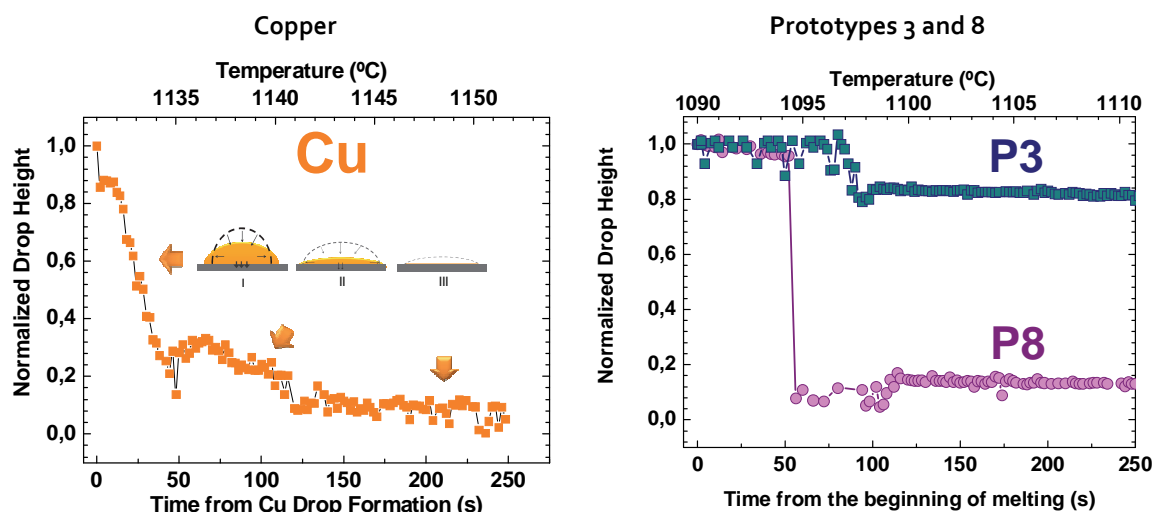 Copper
Temperature (ºC)
1135 1140 1145 1150
Normalized Drop Height
1,0
0,8
0,6
0,4
0,2
0,0
Cu
I II III
0 50 100 150 200 250
Time from Cu Drop Formation (s)
Prototypes 3 and 8
Temperature (ºC)
1090 1095 1100 1105 1110
Normalized Drop Height
1,0
0,8
0,6
0,4
0,2
0,0
P3
P8
0 50 100 150 200 250
Time from the beginning of melting (s)